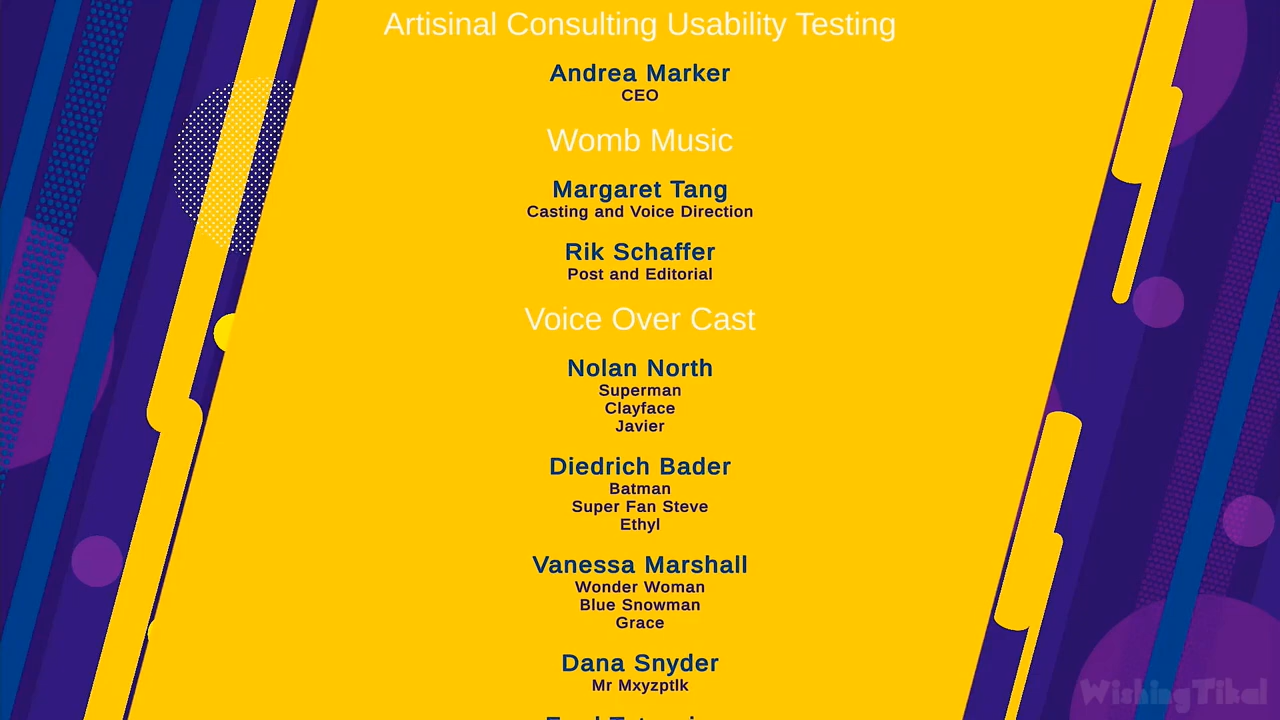 Artisinal Consulting Usability Testing
Andrea Marker
CEO
Womb Music
Margaret Tang
Casting and Voice Direction
Rik Schaffer
Post and Editorial
Voice Over Cast
Nolan North
Superman
Clayface
Javier
Diedrich Bader
Batman
Super Fan Steve
Ethyl
Vanessa Marshall
Wonder Woman
Blue Snowman
Grace
Dana Snyder
Mr Mxyzptlk
WishingTikal